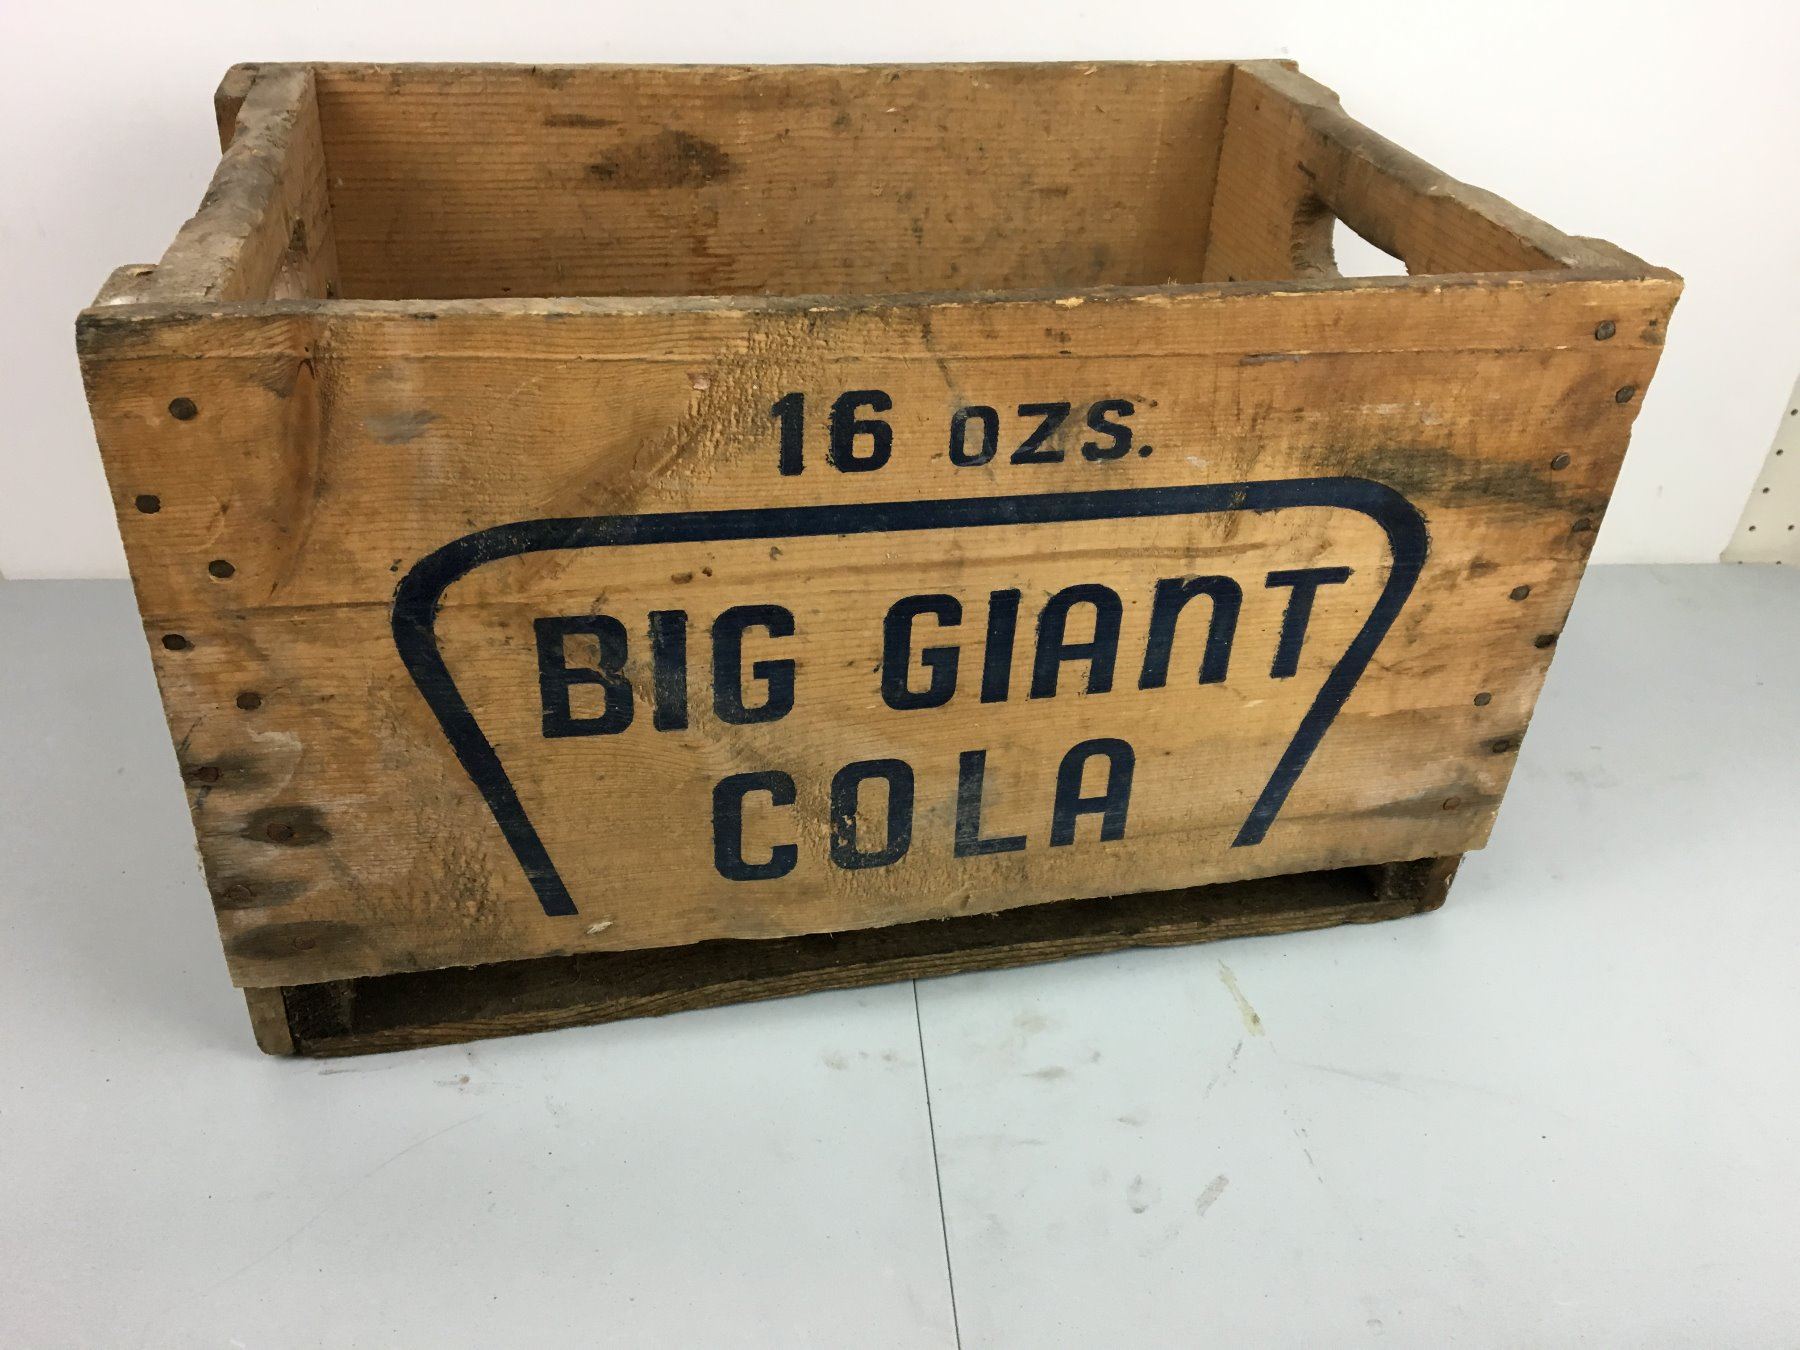 16 OZS.
BIG GIANT
COLA